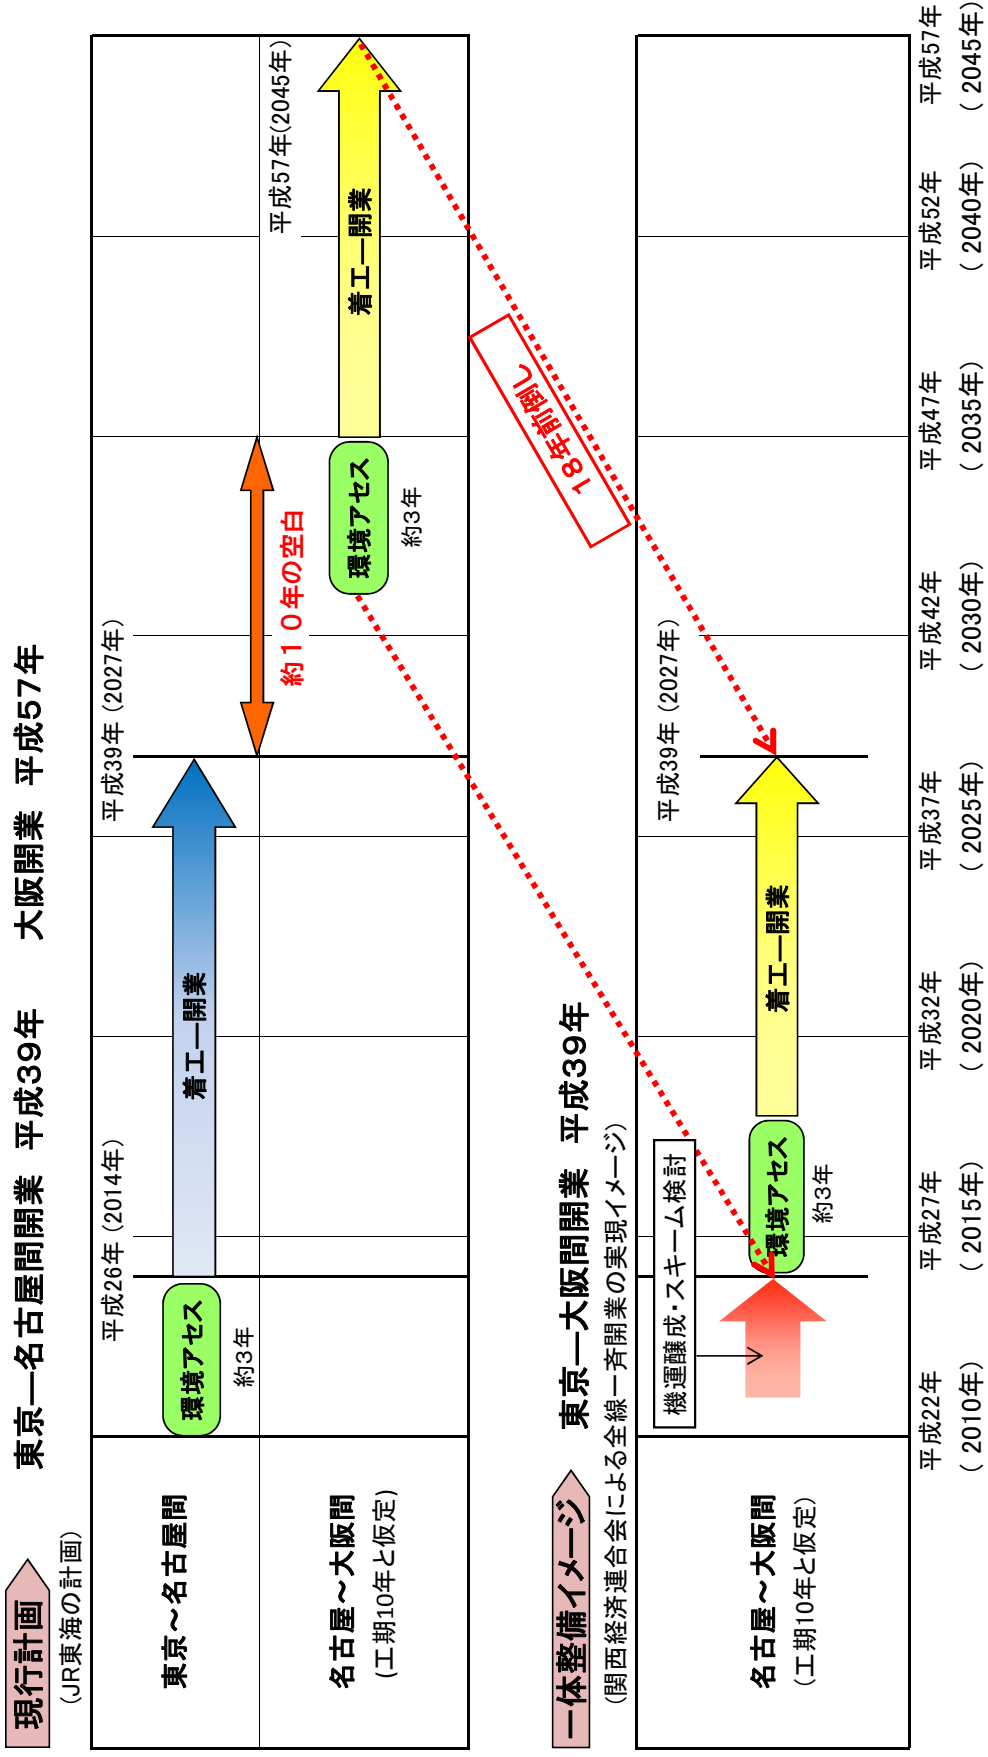 現行計画
東京―名古屋間開業 平成39年 大阪開業 平成57年
(JR東海の計画)
東京～名古屋間
環境アセス
約3年
平成26年(2014年)
着工―開業
平成39年(2027年)
約10年の空白
名古屋～大阪間
(工期10年と仮定)
環境アセス
約3年
着工―開業
平成57年(2045年)
18年前倒し
一体整備イメージ
東京―大阪間開業 平成39年
(関西経済連合会による全線一斉開業の実現イメージ)
名古屋～大阪間
(工期10年と仮定)
機運醸成・スキーム検討
環境アセス
約3年
着工―開業
平成39年(2027年)
平成22年 平成27年 平成32年 平成37年 平成42年 平成47年 平成52年 平成57年
(2010年) (2015年) (2020年) (2025年) (2030年) (2035年) (2040年) (2045年)